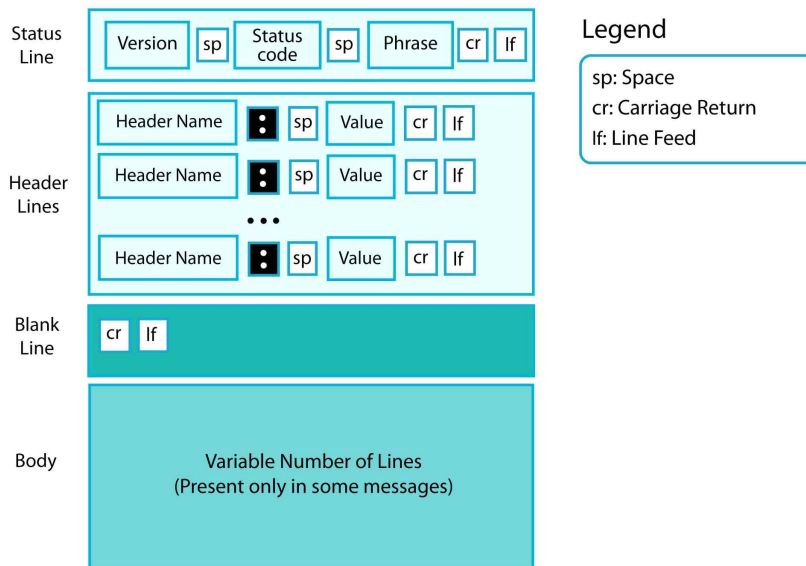 Status Line
Version sp Status code sp Phrase cr lf
Header Lines
Header Name : sp Value cr lf
Header Name : sp Value cr lf
...
Header Name : sp Value cr lf
Blank Line
cr lf
Body
Variable Number of Lines
(Present only in some messages)
Legend
sp: Space
cr: Carriage Return
lf: Line Feed